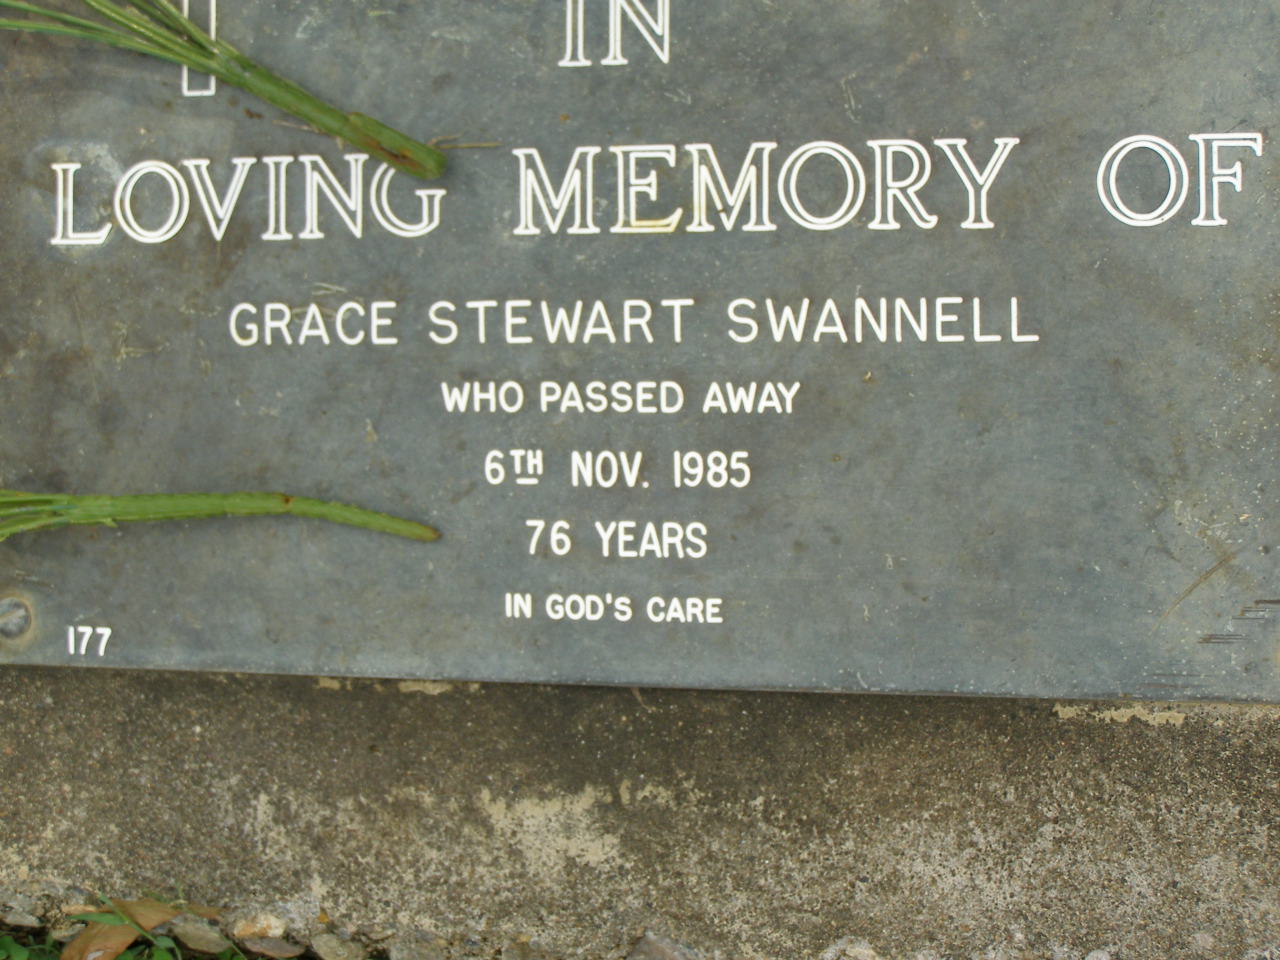 IN
LOVING MEMORY OF
GRACE STEWART SWANNELL
WHO PASSED AWAY
6TH NOV. 1985
76 YEARS
IN GOD'S CARE
177